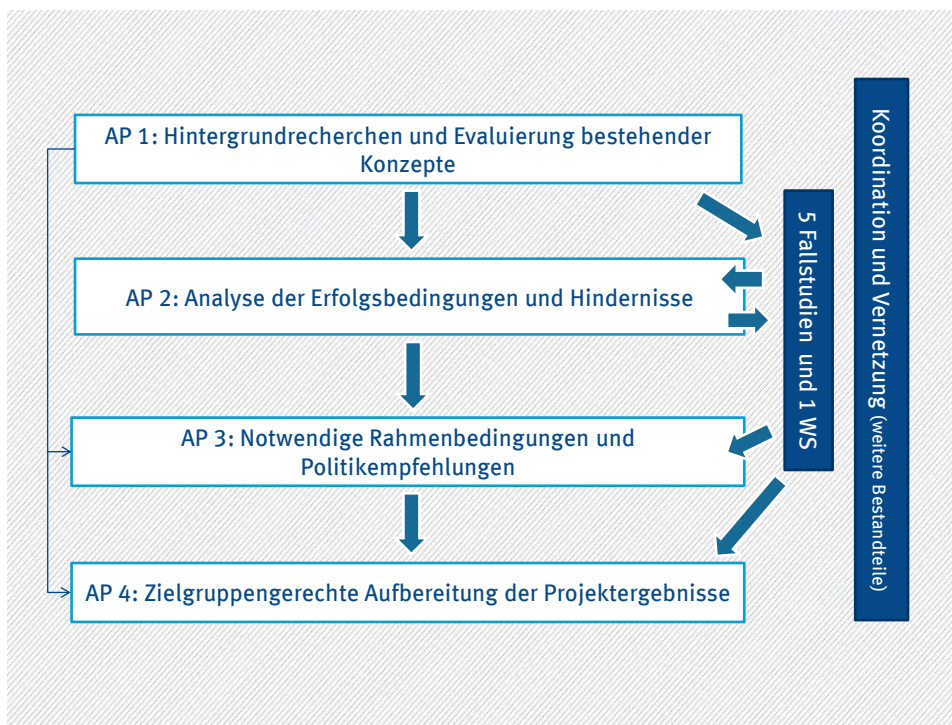 AP 1: Hintergrundrecherchen und Evaluierung bestehender
Konzepte
AP 2: Analyse der Erfolgsbedingungen und Hindernisse
AP 3: Notwendige Rahmenbedingungen und
Politikempfehlungen
AP 4: Zielgruppengerechte Aufbereitung der Projektergebnisse
5 Fallstudien und 1 WS
Koordination und Vernetzung (weitere Bestandteile)